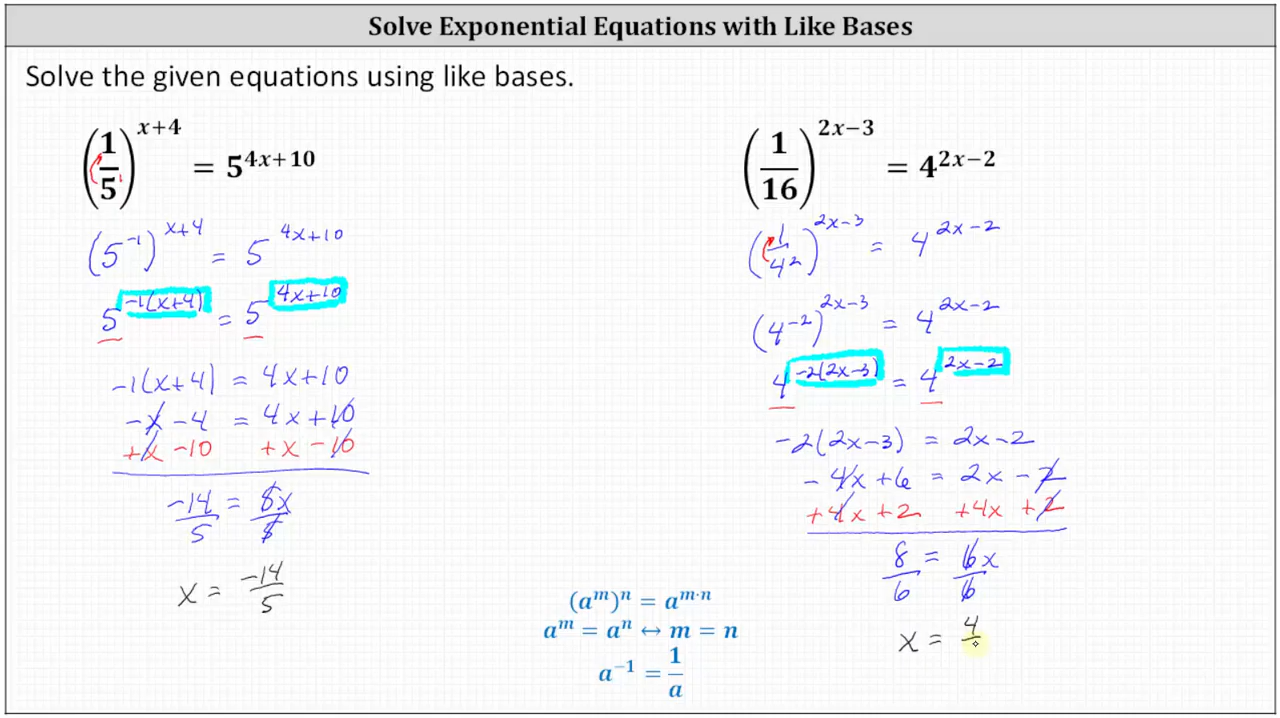 Solve Exponential Equations with Like Bases
Solve the given equations using like bases.
(1/5)^(x+4) = 5^(4x+10)
(5^(-1))^(x+4) = 5^(4x+10)
5^(-1(x+4)) = 5^(4x+10)
-1(x+4) = 4x+10
-x -4 = 4x+10
+x -10 +x -10
-14/5 = 5x/5
x = -14/5
(1/16)^(2x-3) = 4^(2x-2)
(1/4^2)^(2x-3) = 4^(2x-2)
(4^(-2))^(2x-3) = 4^(2x-2)
4^(-2(2x-3)) = 4^(2x-2)
-2(2x-3) = 2x-2
-4x +6 = 2x -2
+4x +2 +4x +2
8/6 = 6x/6
x = 4/
(a^m)^n = a^(m·n)
a^m = a^n ↔ m = n
a^(-1) = 1/a